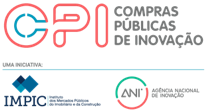 CPI COMPRAS
PÚBLICAS
DE INOVAÇÃO
UMA INICIATIVA:
IMPIC
Instituto
dos Mercados Públicos
do Imobiliário e da Construção
ANI
AGÊNCIA NACIONAL
DE INOVAÇÃO